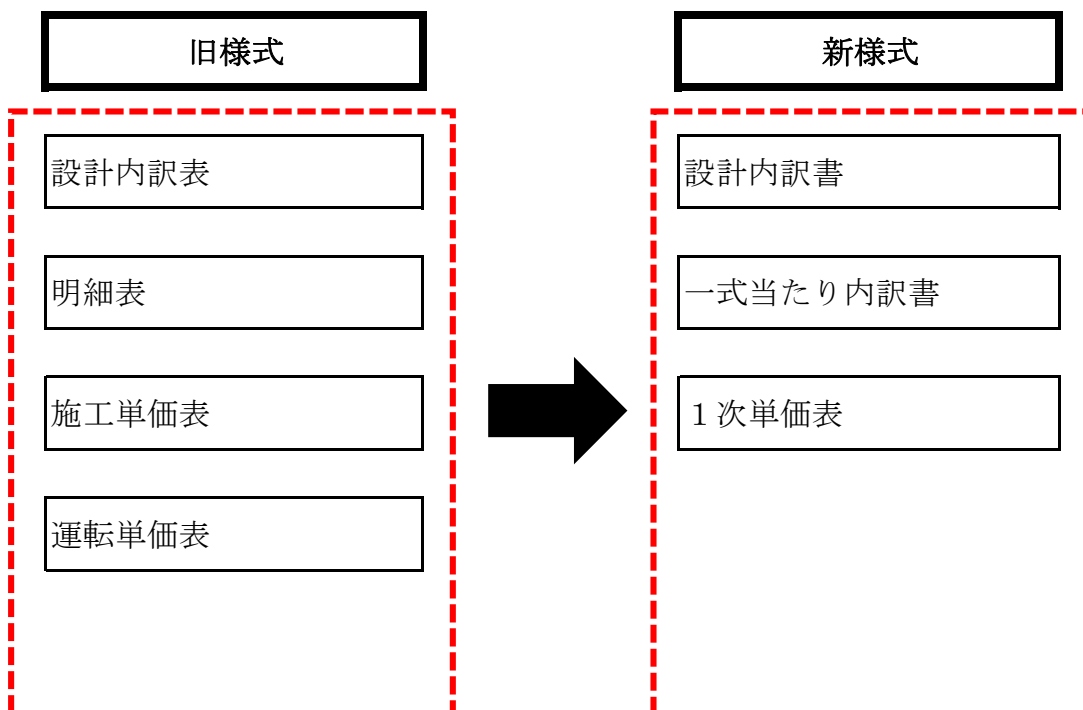 旧様式
設計内訳表
明細表
施工単価表
運転単価表
新様式
設計内訳書
一式当たり内訳書
１次単価表